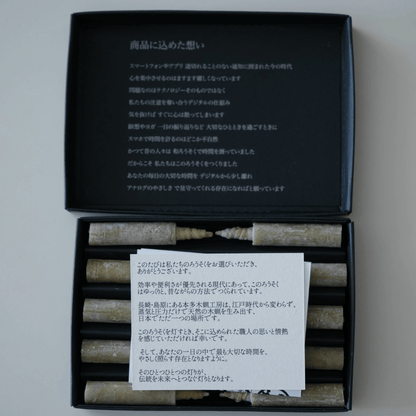 商品に込めた想い
スマートフォンやアプリ 途切れることのない通知に囲まれた今の時代
心を集中させるのはますます難しくなっています
問題なのはテクノロジーそのものではなく
私たちの注意を奪い合うデジタルの仕組み
気を抜けば すぐに心は散ってしまいます
瞑想やヨガ 一日の振り返りなど 大切なひとときを過ごすときに
スマホで時間を計るのはどこか不自然
かつて昔の人々は 和ろうそくで時間を測っていました
だからこそ 私たちはこのろうそくをつくりました
あなたの毎日の大切な時間を デジタルから少し離れ
アナログのやさしさ で見守ってくれる存在になればと願っています
このたびは私たちのろうそくをお選びいただき、
ありがとうございます。
効率や便利さが優先される現代にあって、このろうそく
はゆっくりと、昔ながらの方法でつくられています。
長崎・島原にある本多木蝋工房は、江戸時代から変わらず、
蒸気と圧力だけで天然の木蝋を生み出す、
日本でただ一つの場所です。
このろうそくを灯すとき、そこに込められた職人の思いと情熱
を感じていただければ幸いです。
そして、あなたの一日の中で最も大切な時間を、
やさしく照らす存在となりますように。
そのひとつひとつの灯りが、
伝統を未来へとつなぐ灯りとなります。